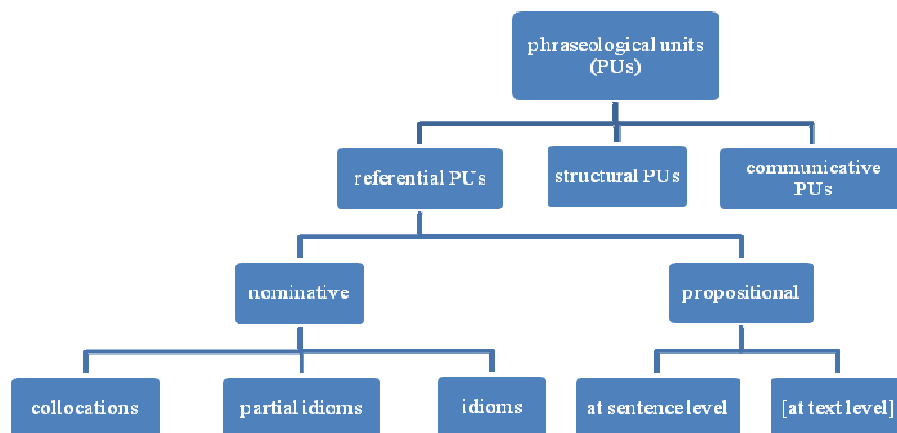 phraseological units
(PUs)
referential PUs
structural PUs
communicative
PUs
nominative
propositional
collocations
partial idioms
idioms
at sentence level
[at text level]